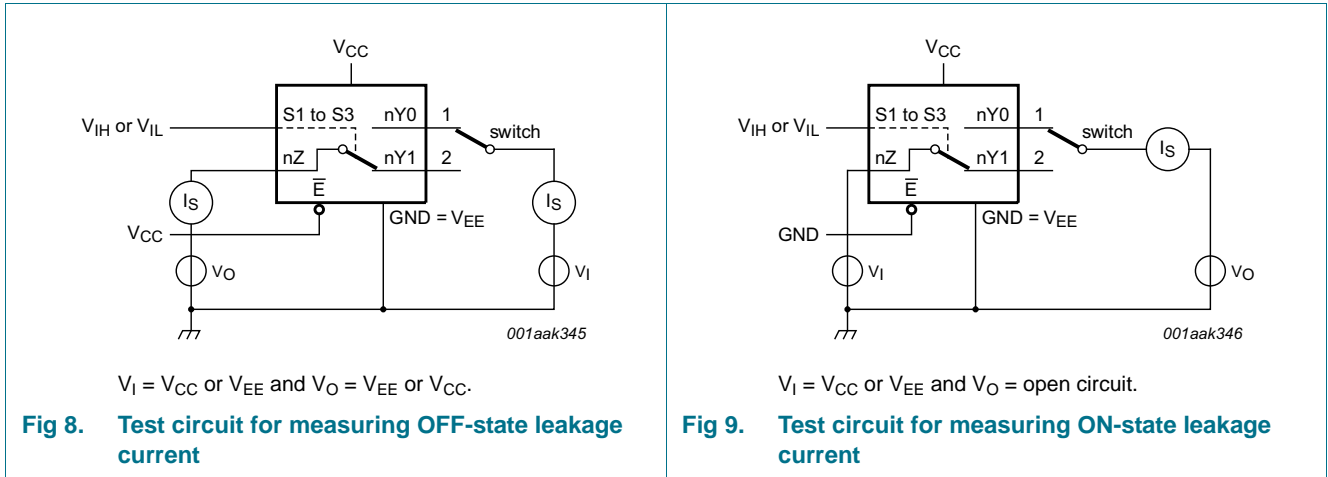 VCC
S1 to S3 nY0 1
VIH or VIL
switch
nZ nY1 2
E̅
IS
IS
GND = VEE
VCC
VO
VI
001aak345
VI = VCC or VEE and VO = VEE or VCC.
Fig 8. Test circuit for measuring OFF-state leakage
current
VCC
S1 to S3 nY0 1
VIH or VIL
switch
IS
nZ nY1 2
E̅
GND = VEE
GND
VI
VO
001aak346
VI = VCC or VEE and VO = open circuit.
Fig 9. Test circuit for measuring ON-state leakage
current